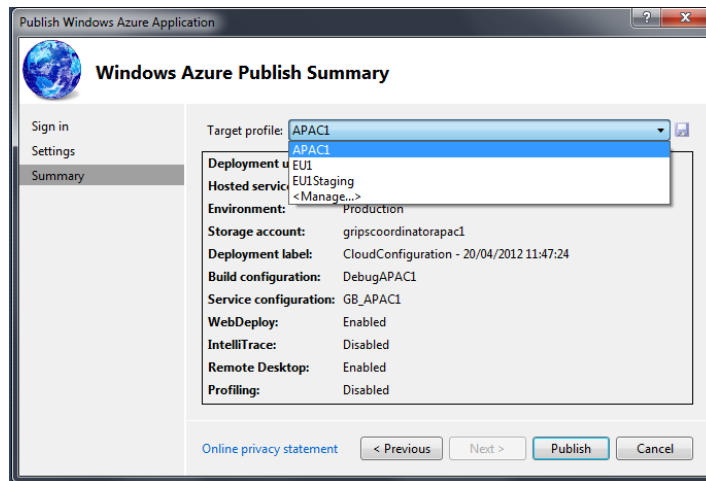 Publish Windows Azure Application
Windows Azure Publish Summary
Sign in
Settings
Summary
Target profile: APAC1
APAC1
EU1
EU1Staging
<Manage...>
Deployment
Hosted
Environment: Production
Storage account: gripscoordinatorapac1
Deployment label: CloudConfiguration - 20/04/2012 11:47:24
Build configuration: DebugAPAC1
Service configuration: GB_APAC1
WebDeploy: Enabled
IntelliTrace: Disabled
Remote Desktop: Enabled
Profiling: Disabled
Online privacy statement
< Previous
Next >
Publish
Cancel